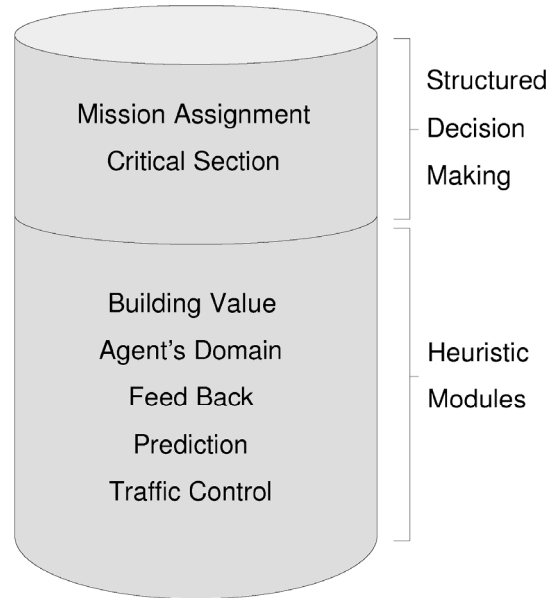 Mission Assignment
Critical Section
Structured
Decision
Making
Building Value
Agent's Domain
Feed Back
Prediction
Traffic Control
Heuristic
Modules